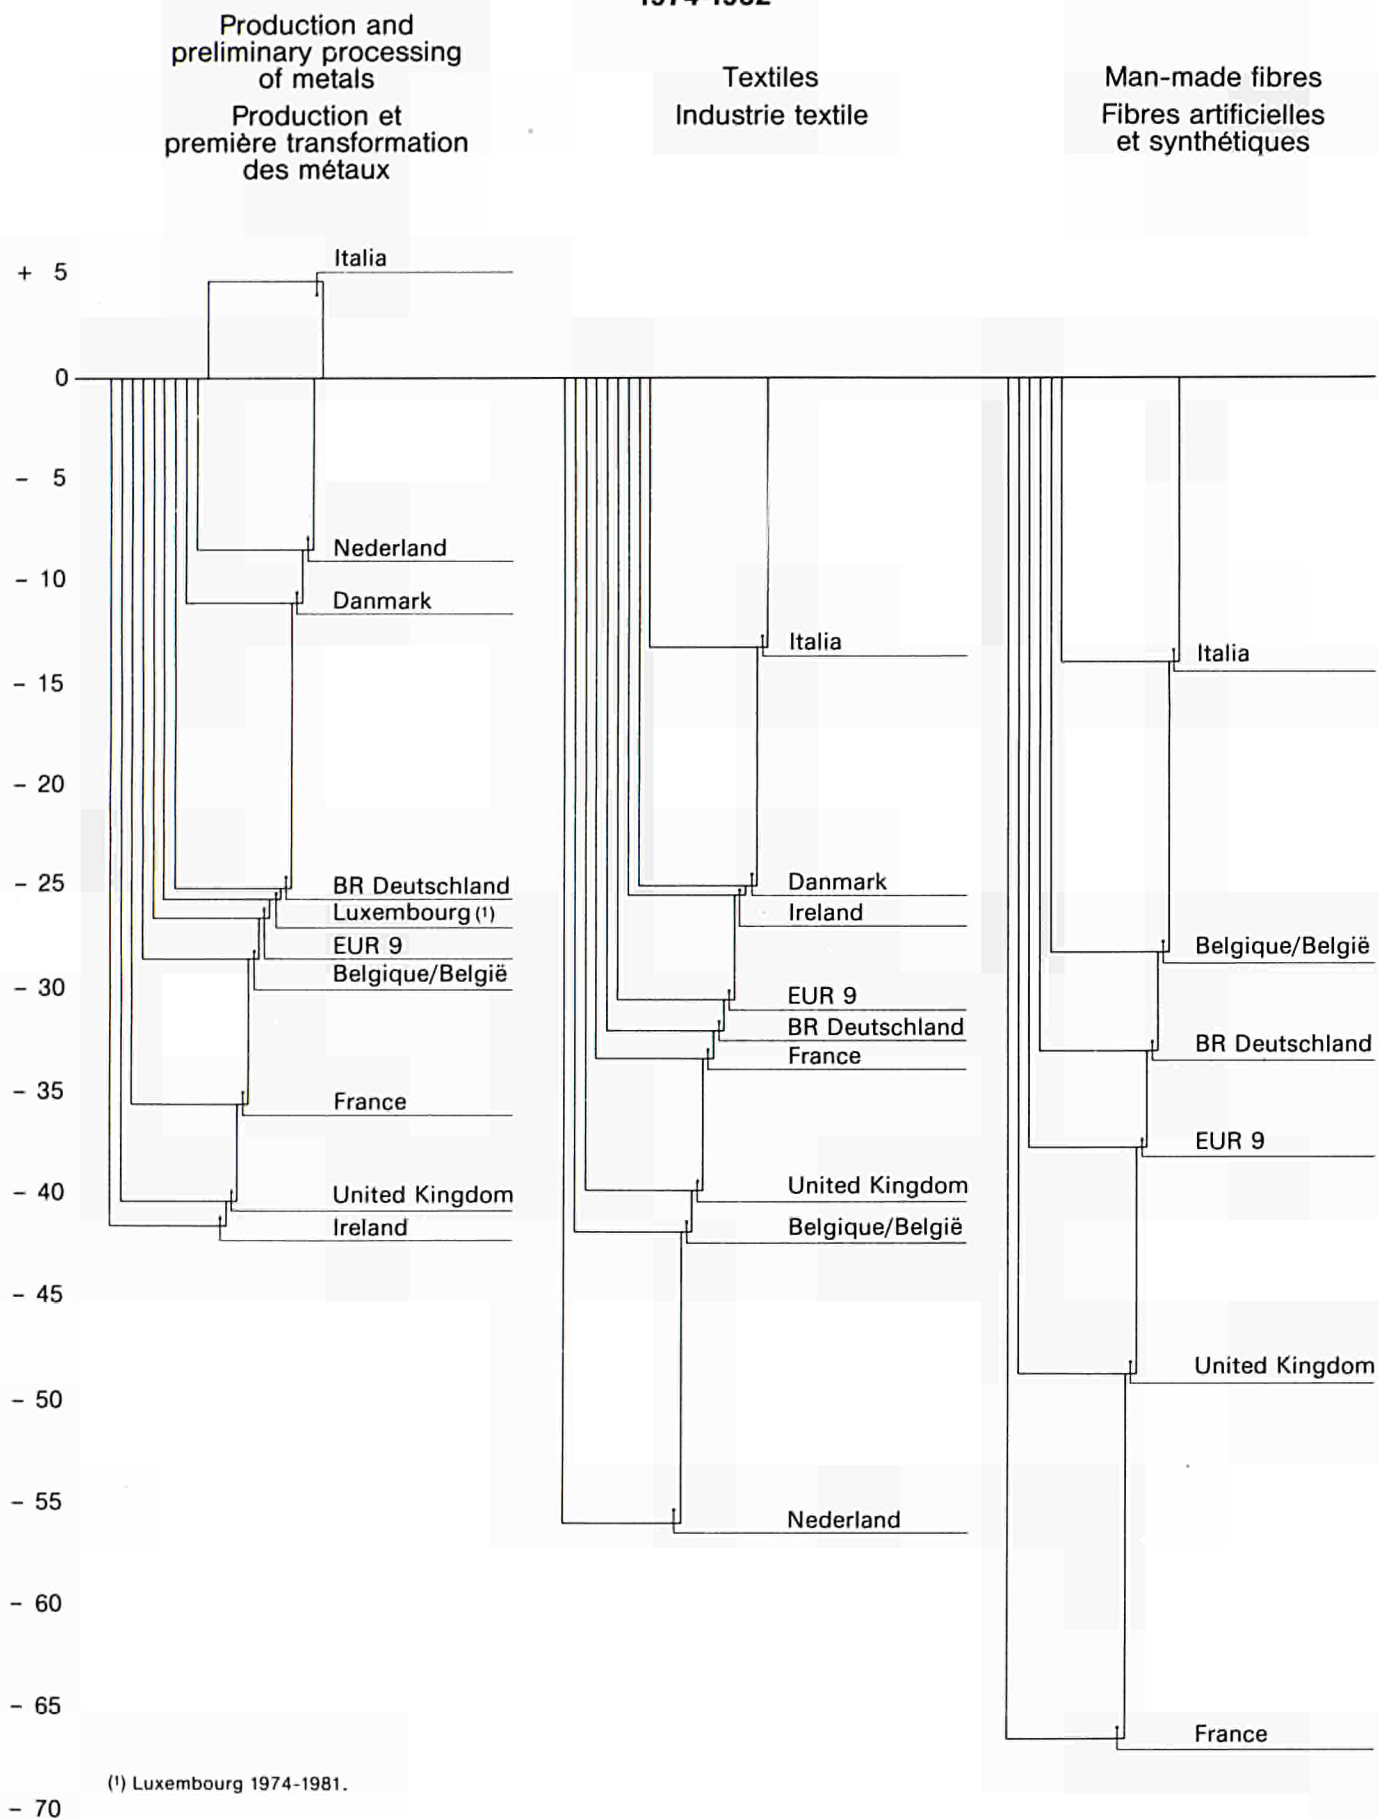 Production and
preliminary processing
of metals
Production et
première transformation
des métaux
Textiles
Industrie textile
Man-made fibres
Fibres artificielles
et synthétiques
+ 5
0
- 5
- 10
- 15
- 20
- 25
- 30
- 35
- 40
- 45
- 50
- 55
- 60
- 65
- 70
Italia
Nederland
Danmark
BR Deutschland
Luxembourg (¹)
EUR 9
Belgique/België
France
United Kingdom
Ireland
Italia
Danmark
Ireland
EUR 9
BR Deutschland
France
United Kingdom
Belgique/België
Nederland
Italia
Belgique/België
BR Deutschland
EUR 9
United Kingdom
France
(¹) Luxembourg 1974-1981.